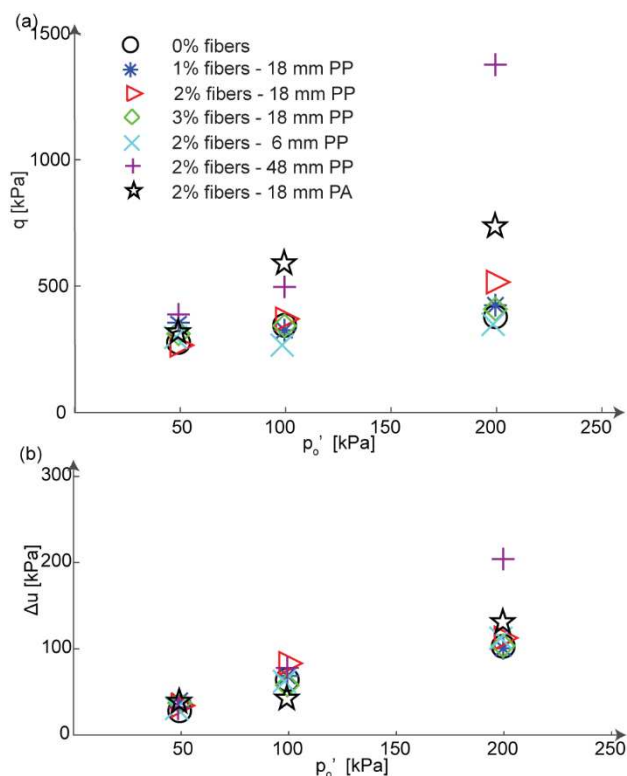 (a)
1500
1000
500
0
q [kPa]
0% fibers
1% fibers - 18 mm PP
2% fibers - 18 mm PP
3% fibers - 18 mm PP
2% fibers - 6 mm PP
2% fibers - 48 mm PP
2% fibers - 18 mm PA
50 100 150 200 250
p₀' [kPa]
(b)
300
200
100
0
Δu [kPa]
50 100 150 200 250
p₀' [kPa]